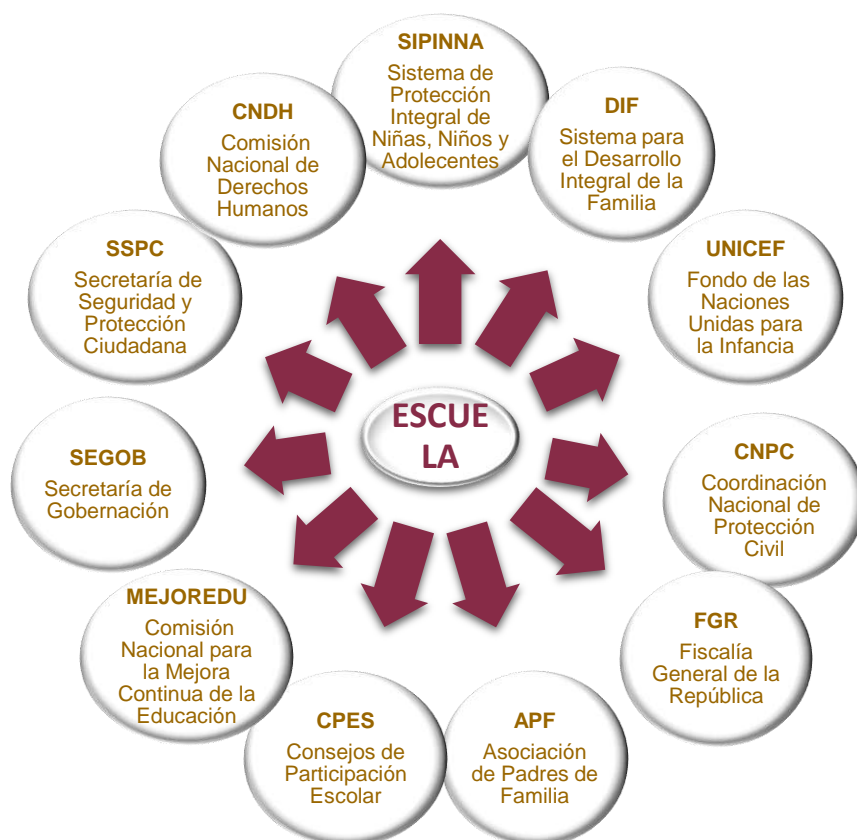 SIPINNA
Sistema de
Protección
Integral de
Niñas, Niños y
Adolecentes
DIF
Sistema para
el Desarrollo
Integral de la
Familia
UNICEF
Fondo de las
Naciones
Unidas para
la Infancia
CNPC
Coordinación
Nacional de
Protección
Civil
FGR
Fiscalía
General de la
República
APF
Asociación
de Padres de
Familia
CPES
Consejos de
Participación
Escolar
MEJOREDU
Comisión
Nacional para
la Mejora
Continua de la
Educación
SEGOB
Secretaría de
Gobernación
SSPC
Secretaría de
Seguridad y
Protección
Ciudadana
CNDH
Comisión
Nacional de
Derechos
Humanos
ESCUE
LA